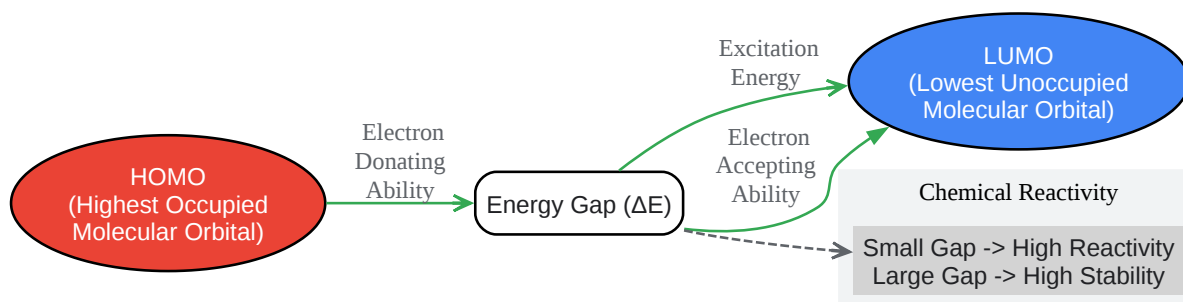 HOMO
(Highest Occupied
Molecular Orbital)
Electron
Donating
Ability
Energy Gap (ΔE)
Excitation
Energy
Electron
Accepting
Ability
LUMO
(Lowest Unoccupied
Molecular Orbital)
Chemical Reactivity
Small Gap -> High Reactivity
Large Gap -> High Stability